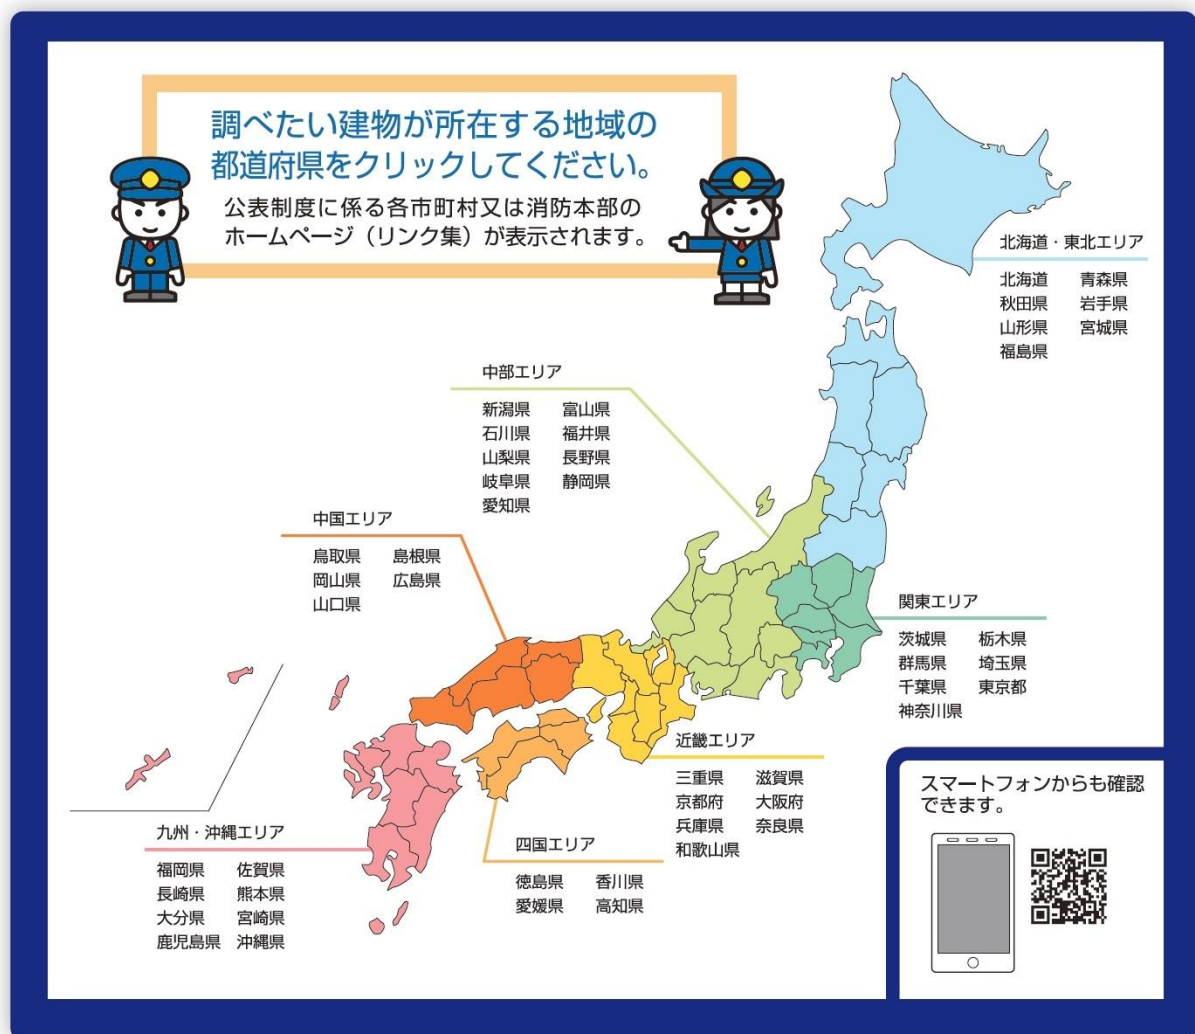 調べたい建物が所在する地域の
都道府県をクリックしてください。
公表制度に係る各市町村又は消防本部の
ホームページ（リンク集）が表示されます。
北海道・東北エリア
北海道 青森県
秋田県 岩手県
山形県 宮城県
福島県
中部エリア
新潟県 富山県
石川県 福井県
山梨県 長野県
岐阜県 静岡県
愛知県
中国エリア
鳥取県 島根県
岡山県 広島県
山口県
関東エリア
茨城県 栃木県
群馬県 埼玉県
千葉県 東京都
神奈川県
近畿エリア
三重県 滋賀県
京都府 大阪府
兵庫県 奈良県
和歌山県
四国エリア
徳島県 香川県
愛媛県 高知県
九州・沖縄エリア
福岡県 佐賀県
長崎県 熊本県
大分県 宮崎県
鹿児島県 沖縄県
スマートフォンからも確認
できます。